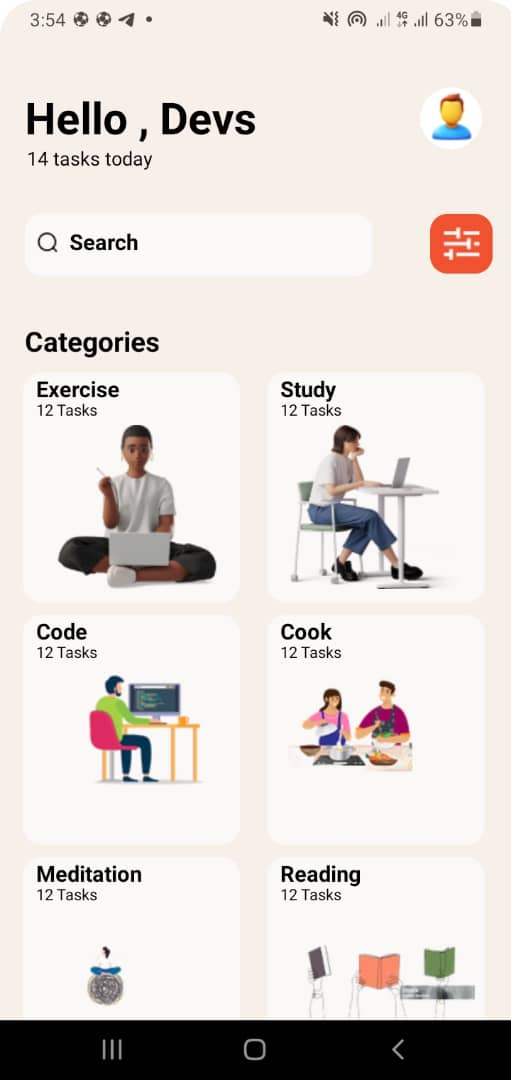 3:54
4G
63%
Hello , Devs
14 tasks today
Search
Categories
Exercise
12 Tasks
Study
12 Tasks
Code
12 Tasks
Cook
12 Tasks
Meditation
12 Tasks
Reading
12 Tasks